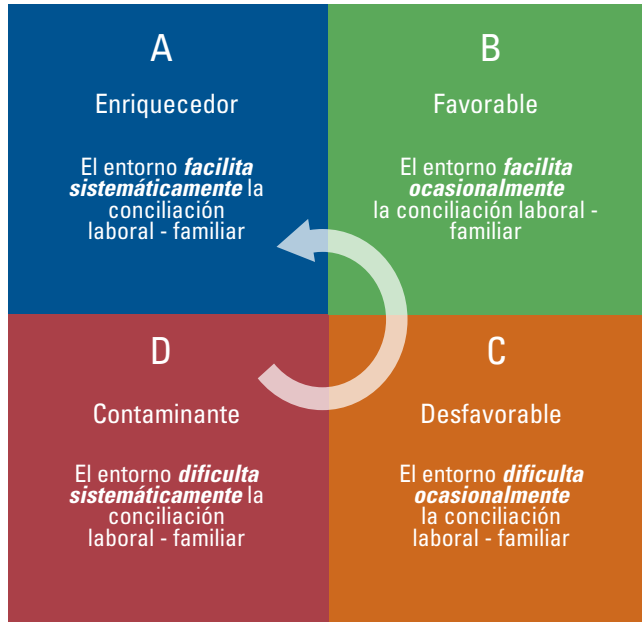 A
Enriquecedor
El entorno facilita
sistemáticamente la
conciliación
laboral - familiar
B
Favorable
El entorno facilita
ocasionalmente
la conciliación laboral -
familiar
D
Contaminante
El entorno dificulta
sistemáticamente la
conciliación
laboral - familiar
C
Desfavorable
El entorno dificulta
ocasionalmente
la conciliación
laboral - familiar